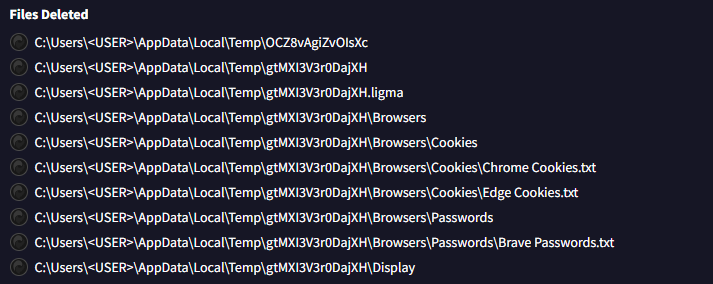 Files Deleted
C:\Users\<USER>\AppData\Local\Temp\OCZ8vAgiZvOIsXc
C:\Users\<USER>\AppData\Local\Temp\gtMXI3V3r0DajXH
C:\Users\<USER>\AppData\Local\Temp\gtMXI3V3r0DajXH.ligma
C:\Users\<USER>\AppData\Local\Temp\gtMXI3V3r0DajXH\Browsers
C:\Users\<USER>\AppData\Local\Temp\gtMXI3V3r0DajXH\Browsers\Cookies
C:\Users\<USER>\AppData\Local\Temp\gtMXI3V3r0DajXH\Browsers\Cookies\Chrome Cookies.txt
C:\Users\<USER>\AppData\Local\Temp\gtMXI3V3r0DajXH\Browsers\Cookies\Edge Cookies.txt
C:\Users\<USER>\AppData\Local\Temp\gtMXI3V3r0DajXH\Browsers\Passwords
C:\Users\<USER>\AppData\Local\Temp\gtMXI3V3r0DajXH\Browsers\Passwords\Brave Passwords.txt
C:\Users\<USER>\AppData\Local\Temp\gtMXI3V3r0DajXH\Display